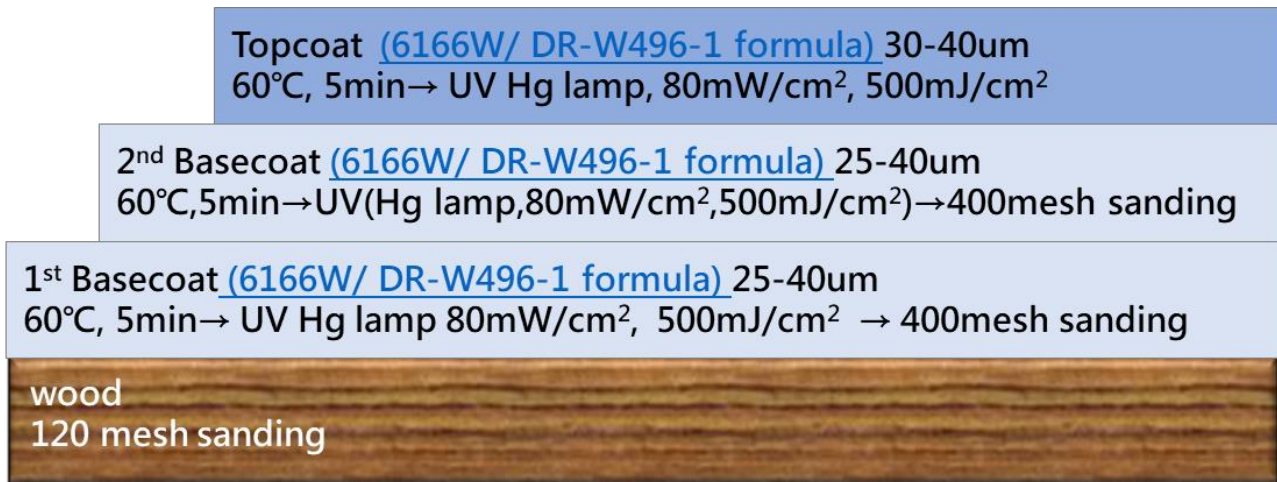 Topcoat (6166W/ DR-W496-1 formula) 30-40um
60℃, 5min→ UV Hg lamp, 80mW/cm², 500mJ/cm²
2nd Basecoat (6166W/ DR-W496-1 formula) 25-40um
60℃,5min→UV(Hg lamp,80mW/cm²,500mJ/cm²)→400mesh sanding
1st Basecoat (6166W/ DR-W496-1 formula) 25-40um
60℃, 5min→ UV Hg lamp 80mW/cm², 500mJ/cm² → 400mesh sanding
wood
120 mesh sanding